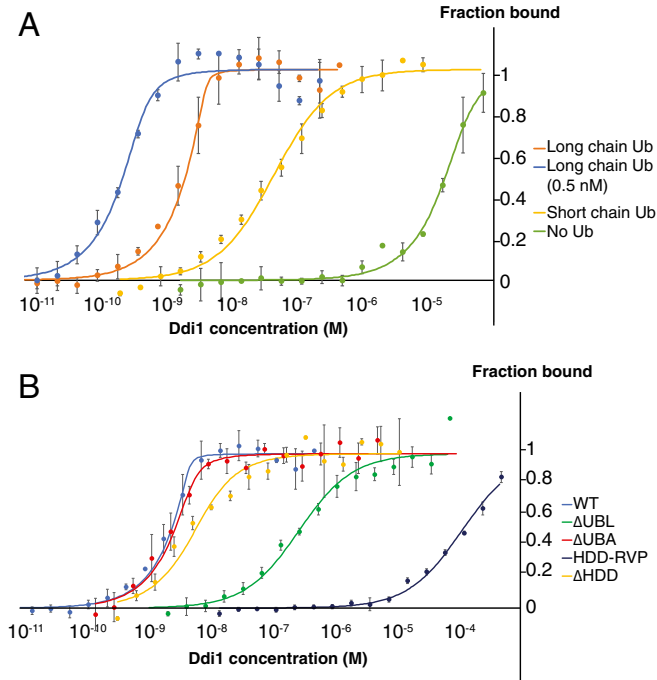 A
Fraction bound
1
0.8
0.6
0.4
0.2
0
Long chain Ub
Long chain Ub
(0.5 nM)
Short chain Ub
No Ub
10⁻¹¹ 10⁻¹⁰ 10⁻⁹ 10⁻⁸ 10⁻⁷ 10⁻⁶ 10⁻⁵
Ddi1 concentration (M)
B
Fraction bound
1
0.8
0.6
0.4
0.2
0
WT
ΔUBL
ΔUBA
HDD-RVP
ΔHDD
10⁻¹¹ 10⁻¹⁰ 10⁻⁹ 10⁻⁸ 10⁻⁷ 10⁻⁶ 10⁻⁵ 10⁻⁴
Ddi1 concentration (M)